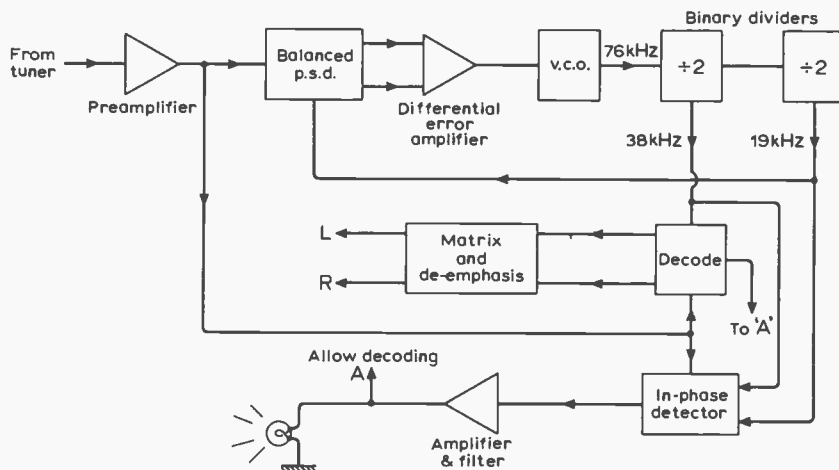 From
tuner
Preamplifier
Balanced
p.s.d.
Differential
error
amplifier
v.c.o.
76kHz
Binary dividers
÷2
÷2
38kHz
19kHz
L
R
Matrix
and
de-emphasis
Decode
To 'A'
Allow decoding
A
Amplifier
& filter
In-phase
detector